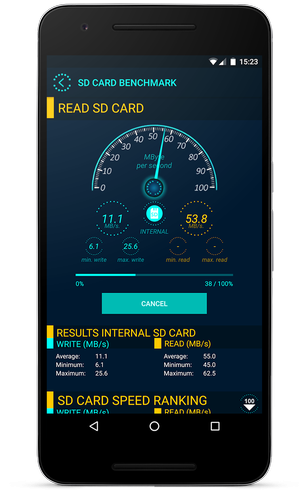 15:23
SD CARD BENCHMARK
READ SD CARD
0 10 20 30 40 50 60 70 80 90 100
MByte
per second
11.1 MB/s
53.8 MB/s
INTERNAL
6.1 25.6 - -
min. write max. write min. read max. read
0% 38 / 100%
CANCEL
RESULTS INTERNAL SD CARD
WRITE (MB/s) READ (MB/s)
Average: 11.1 Average: 55.0
Minimum: 6.1 Minimum: 45.0
Maximum: 25.6 Maximum: 62.5
SD CARD SPEED RANKING 100
WRITE (MB/s) READ (MB/s)